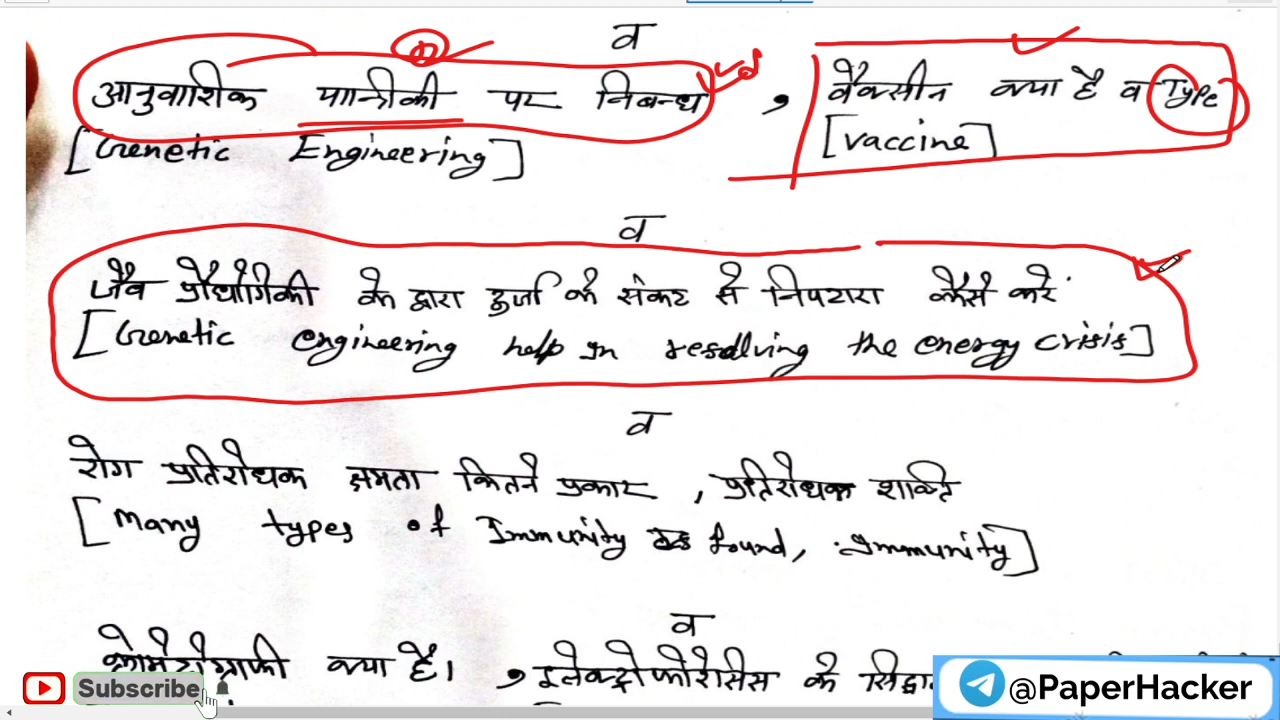 व
आनुवाशिक यान्त्रिकी पर निबन्ध , वैक्सीन क्या है व Type
[Genetic Engineering] [vaccine]
व
जैव प्रौद्योगिकी के द्वारा ऊर्जा के संकट से निपटारा कैसे करें
[Genetic engineering help in resolving the energy crisis]
व
रोग प्रतिरोधक क्षमता कितने प्रकार , प्रतिरोधक शक्ति
[Many types of Immunity found, Immunity]
व
क्रोमेटोग्राफी क्या है। , इलेक्ट्रोफोरेसिस के
Subscribe
@PaperHacker